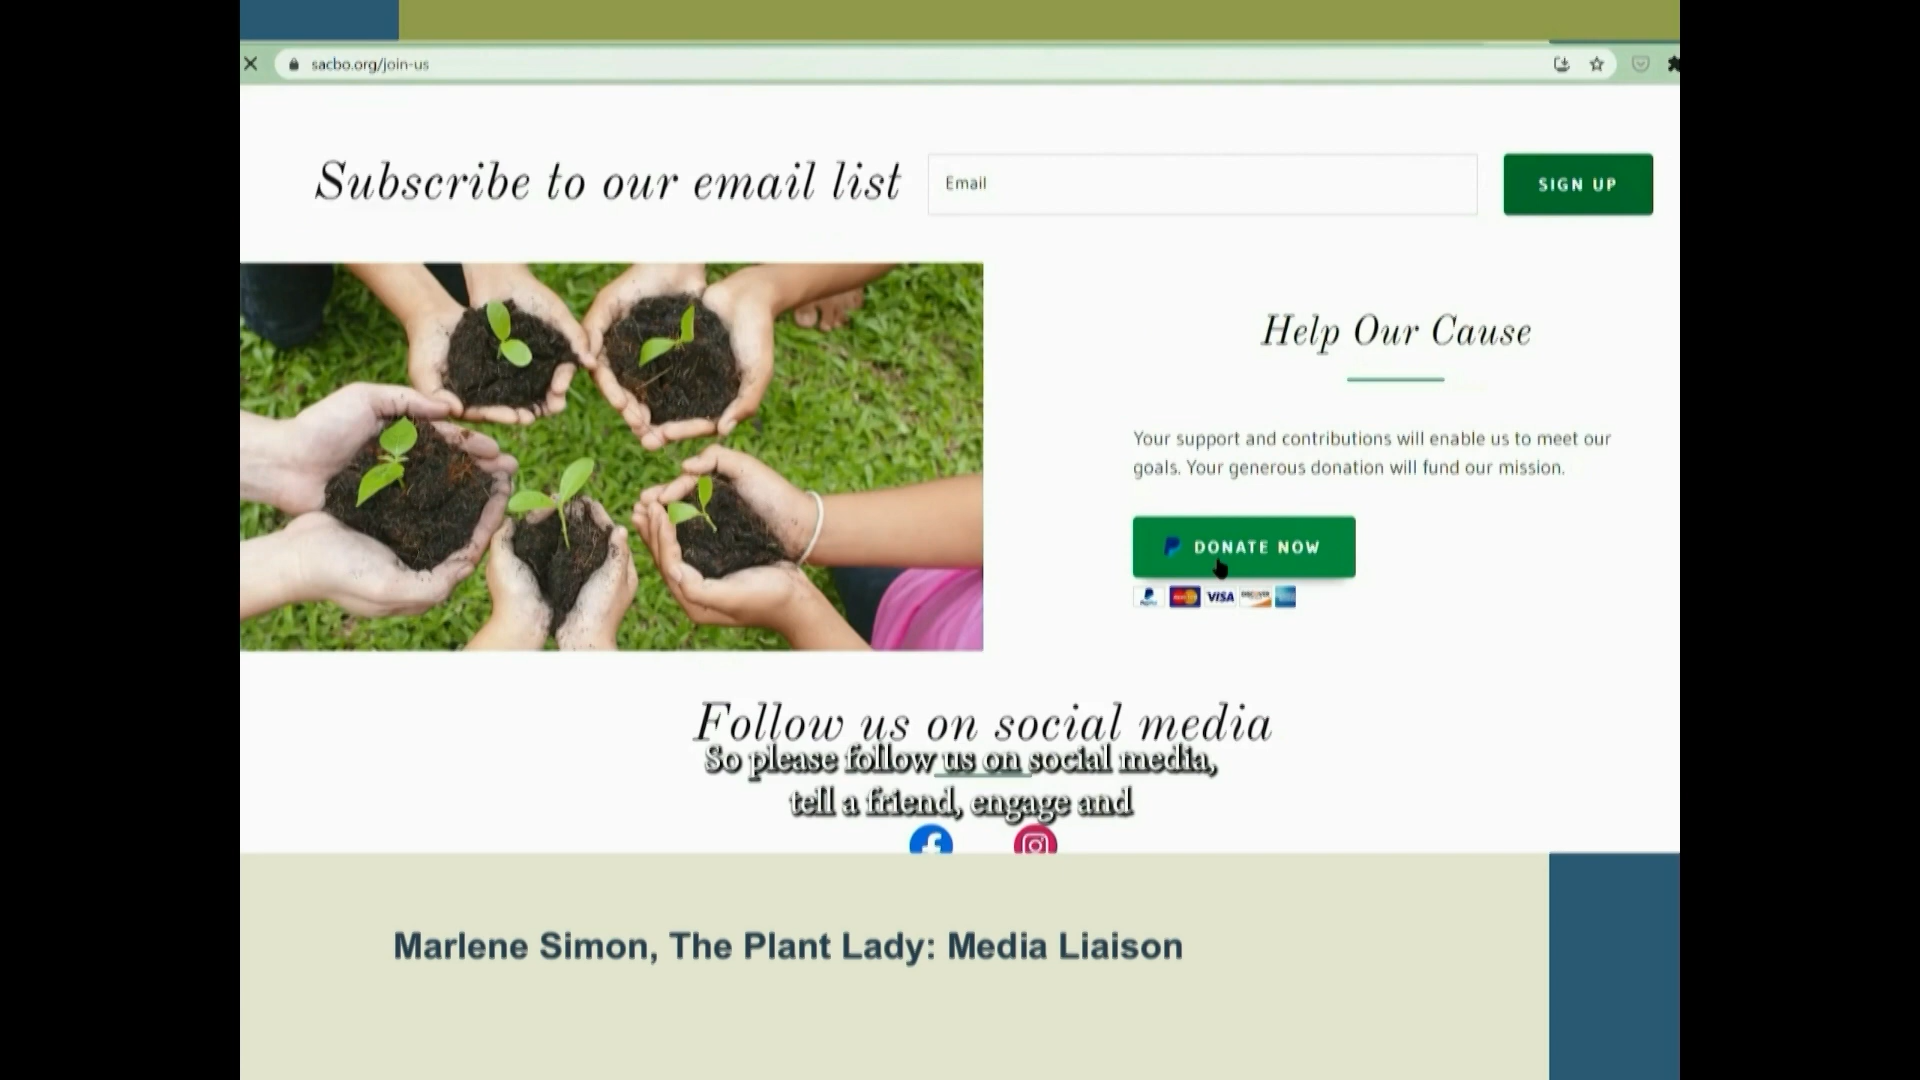 sacbo.org/join-us
Subscribe to our email list
Email
SIGN UP
Help Our Cause
Your support and contributions will enable us to meet our
goals. Your generous donation will fund our mission.
DONATE NOW
VISA
DISCOVER
Follow us on social media
So please follow us on social media,
tell a friend, engage and
Marlene Simon, The Plant Lady: Media Liaison